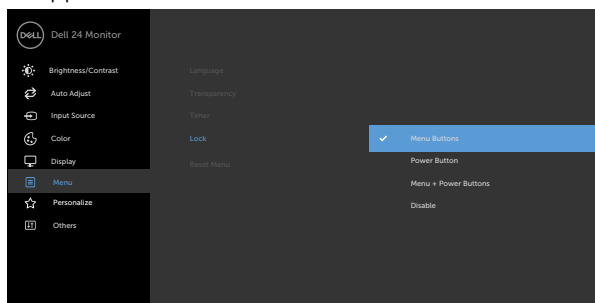 DELL Dell 24 Monitor
Brightness/Contrast
Auto Adjust
Input Source
Color
Display
Menu
Personalize
Others
Language
Transparency
Timer
Lock
Reset Menu
Menu Buttons
Power Button
Menu + Power Buttons
Disable